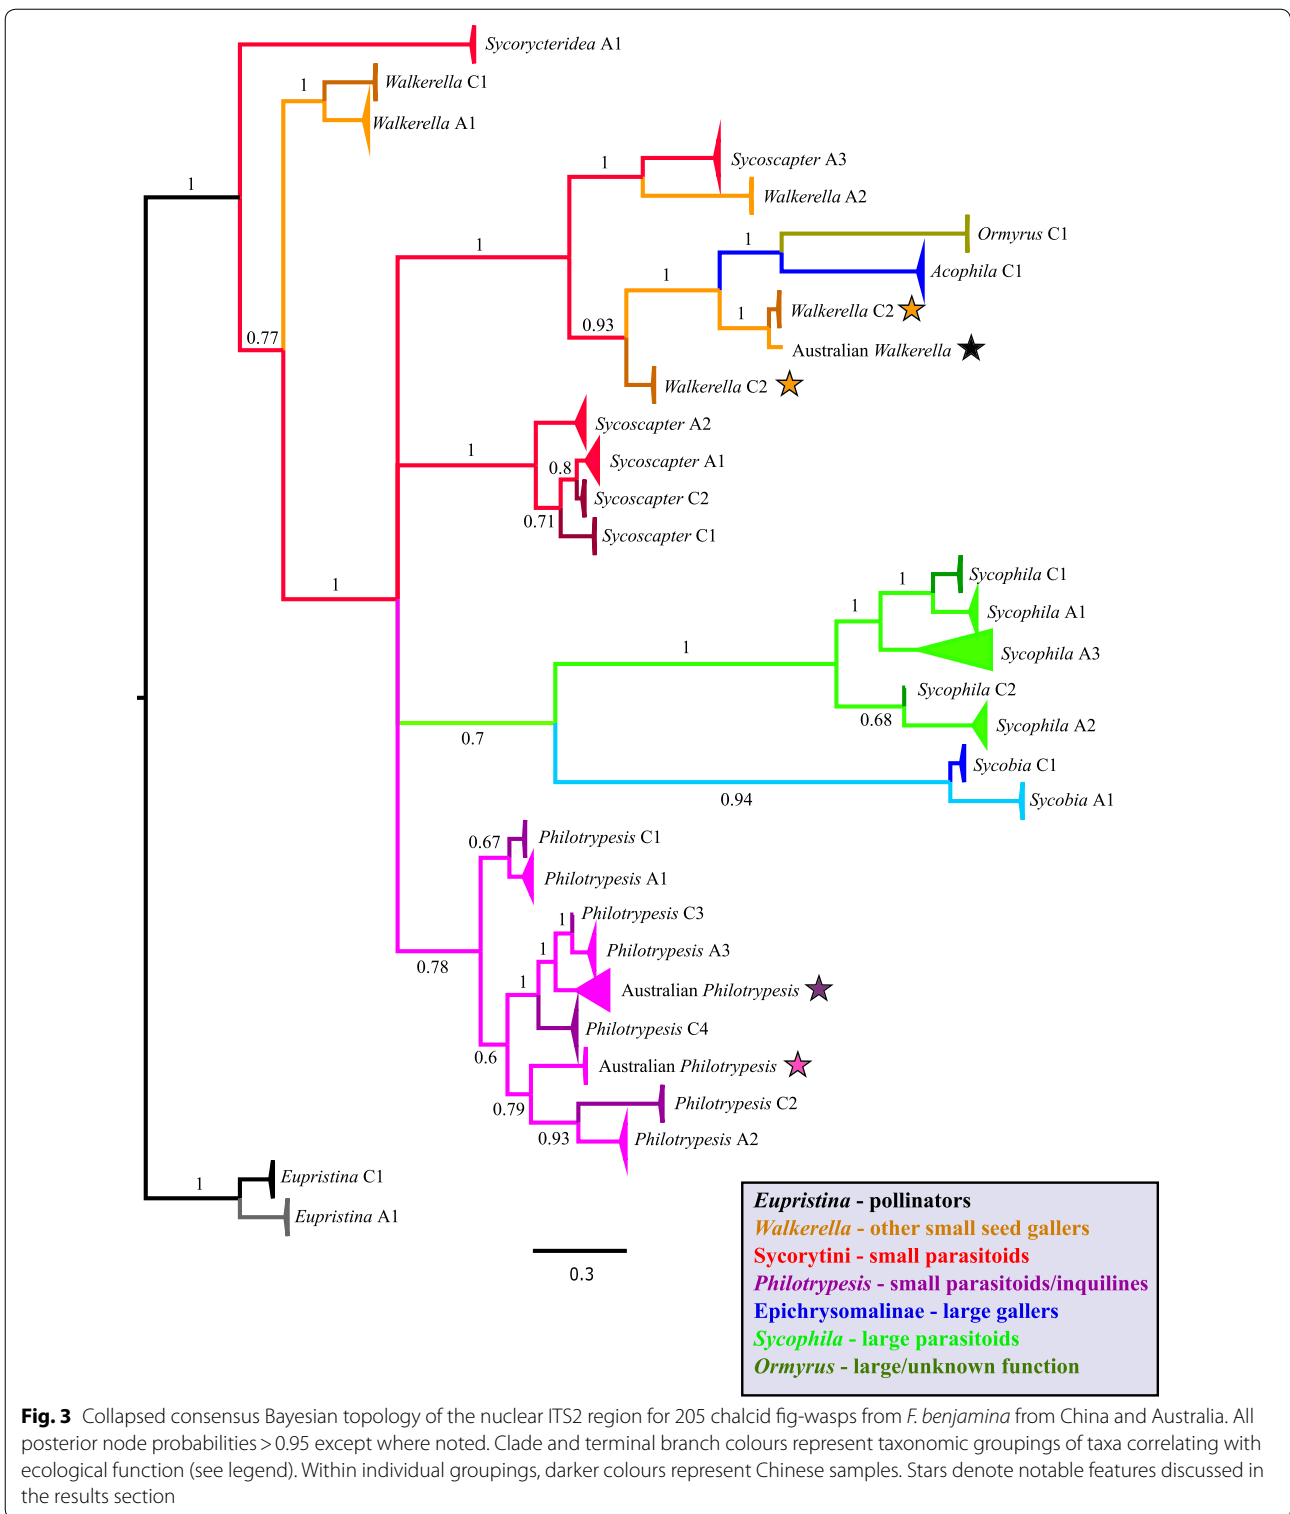 Sycorycteridea A1
1
Walkerella C1
Walkerella A1
1
1
Sycoscapter A3
Walkerella A2
1
1
Ormyrus C1
Acophila C1
1
1
Walkerella C2
0.77
0.93
Australian Walkerella
Walkerella C2
Sycoscapter A2
1
0.8
Sycoscapter A1
Sycoscapter C2
0.71
Sycoscapter C1
1
1
Sycophila C1
1
Sycophila A1
1
Sycophila A3
Sycophila C2
0.68
Sycophila A2
0.7
Sycobia C1
0.94
Sycobia A1
0.67
Philotrypesis C1
Philotrypesis A1
1
Philotrypesis C3
1
Philotrypesis A3
0.78
1
Australian Philotrypesis
Philotrypesis C4
0.6
Australian Philotrypesis
0.79
Philotrypesis C2
0.93
Philotrypesis A2
1
Eupristina C1
Eupristina A1
0.3
Eupristina - pollinators
Walkerella - other small seed gallers
Sycorytini - small parasitoids
Philotrypesis - small parasitoids/inquilines
Epichrysomalinae - large gallers
Sycophila - large parasitoids
Ormyrus - large/unknown function
Fig. 3 Collapsed consensus Bayesian topology of the nuclear ITS2 region for 205 chalcid fig-wasps from F. benjamina from China and Australia. All
posterior node probabilities > 0.95 except where noted. Clade and terminal branch colours represent taxonomic groupings of taxa correlating with
ecological function (see legend). Within individual groupings, darker colours represent Chinese samples. Stars denote notable features discussed in
the results section